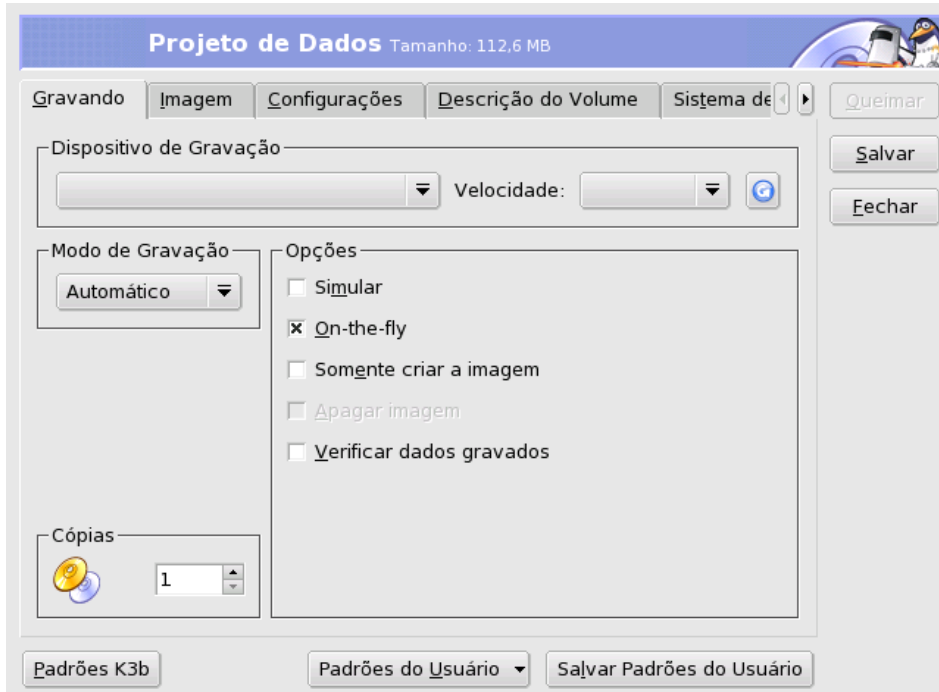 Projeto de Dados Tamanho: 112,6 MB
Gravando Imagem Configurações Descrição do Volume Sistema de
Queimar
Salvar
Fechar
Dispositivo de Gravação
Velocidade:
Modo de Gravação
Automático
Opções
Simular
On-the-fly
Somente criar a imagem
Apagar imagem
Verificar dados gravados
Cópias
1
Padrões K3b Padrões do Usuário Salvar Padrões do Usuário